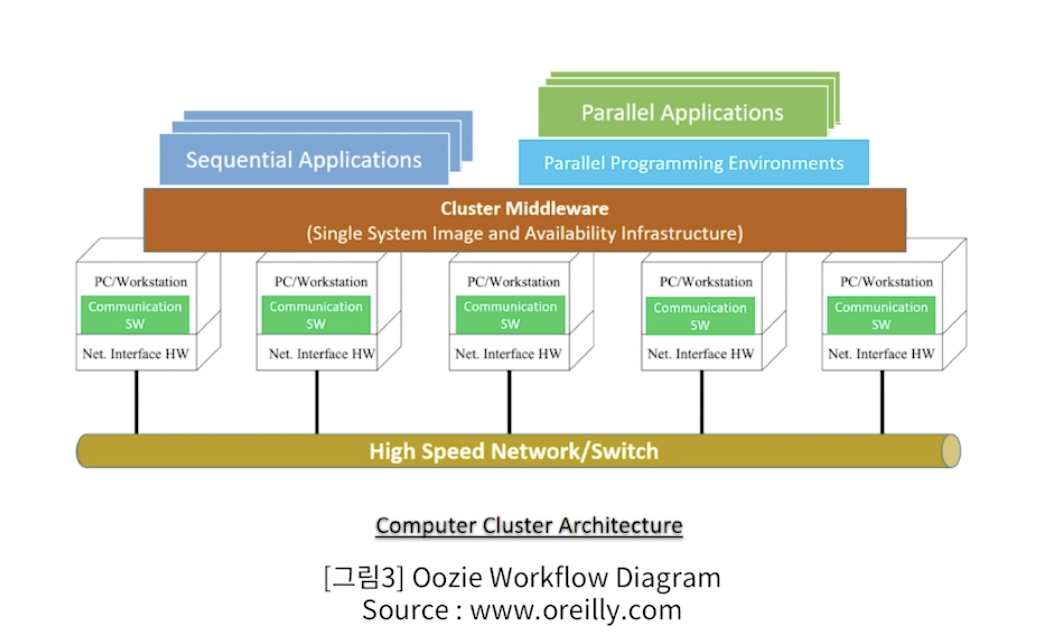 Parallel Applications
Sequential Applications
Parallel Programming Environments
Cluster Middleware
(Single System Image and Availability Infrastructure)
PC/Workstation
Communication
SW
Net. Interface HW
PC/Workstation
Communication
SW
Net. Interface HW
PC/Workstation
Communication
SW
Net. Interface HW
PC/Workstation
Communication
SW
Net. Interface HW
PC/Workstation
Communication
SW
Net. Interface HW
High Speed Network/Switch
Computer Cluster Architecture
[그림3] Oozie Workflow Diagram
Source : www.oreilly.com